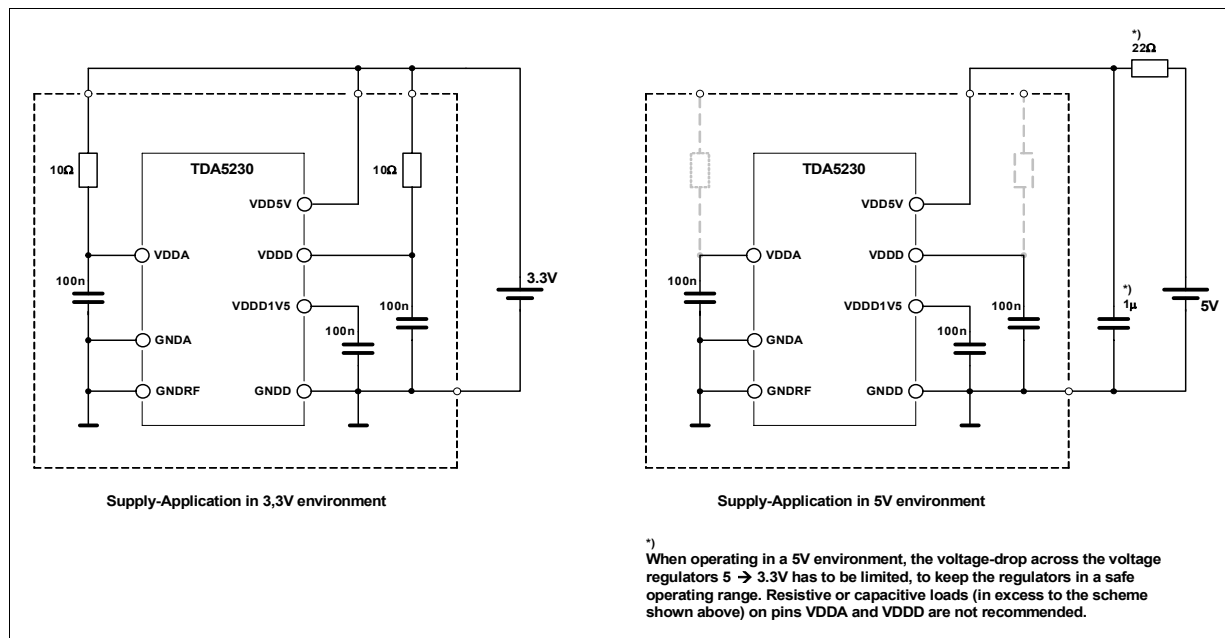 TDA5230
10Ω
10Ω
VDD5V
VDDA
VDDD
100n
3.3V
VDDD1V5
100n
100n
GNDA
GNDRF
GNDD
Supply-Application in 3,3V environment
*)
22Ω
TDA5230
VDD5V
VDDA
VDDD
100n
VDDD1V5
100n
*)
1µ
5V
100n
GNDA
GNDRF
GNDD
Supply-Application in 5V environment
*)
When operating in a 5V environment, the voltage-drop across the voltage
regulators 5 → 3.3V has to be limited, to keep the regulators in a safe
operating range. Resistive or capacitive loads (in excess to the scheme
shown above) on pins VDDA and VDDD are not recommended.